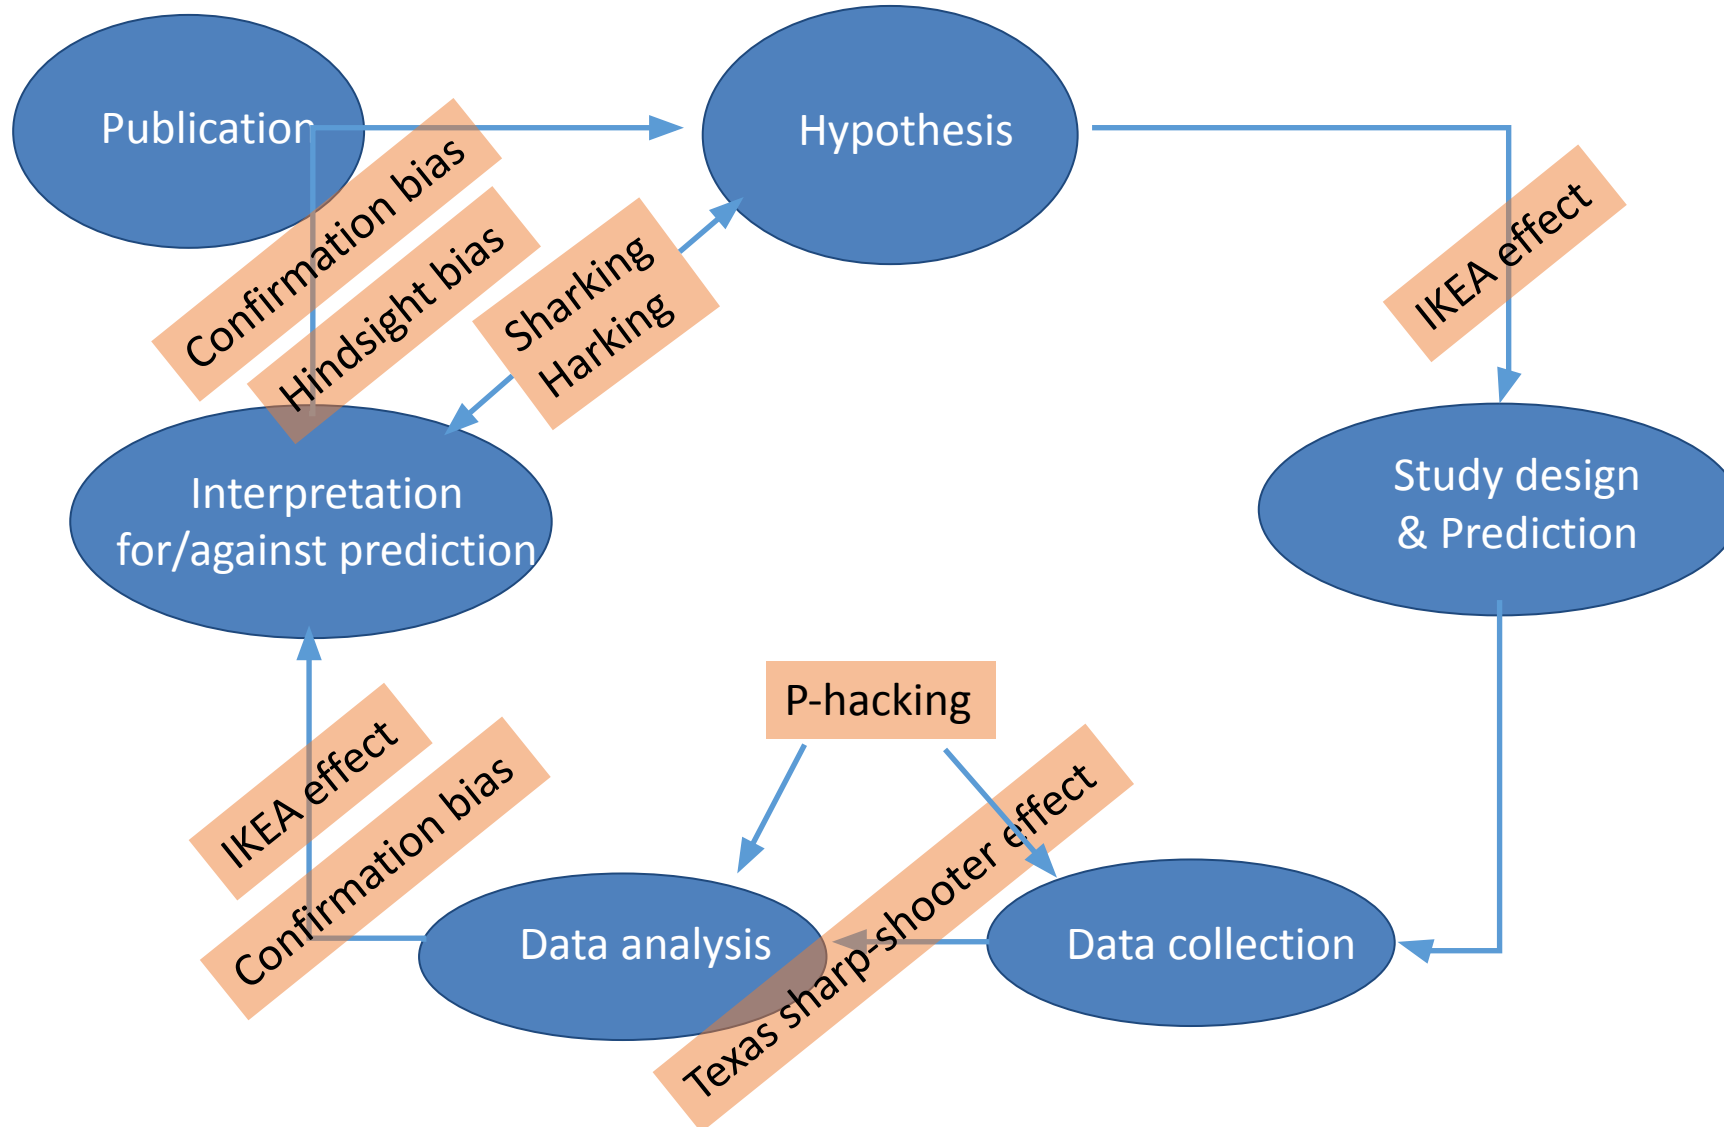 Publication
Hypothesis
Confirmation bias
Hindsight bias
Sharking
Harking
IKEA effect
Interpretation
for/against prediction
Study design
& Prediction
P-hacking
IKEA effect
Confirmation bias
Texas sharp-shooter effect
Data analysis
Data collection